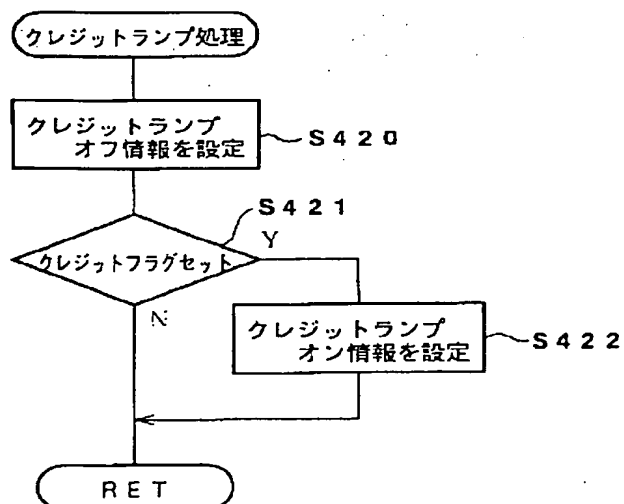 クレジットランプ処理
クレジットランプ
オフ情報を設定
S420
S421
Y
クレジットフラグセット
N
クレジットランプ
オン情報を設定
S422
RET